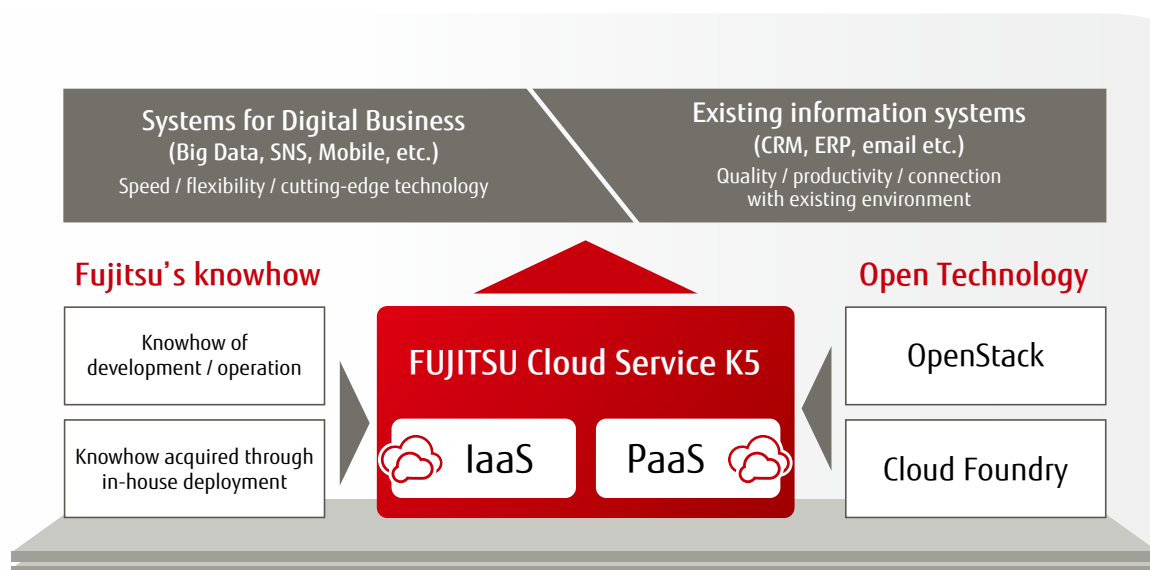 Systems for Digital Business
(Big Data, SNS, Mobile, etc.)
Speed / flexibility / cutting-edge technology
Existing information systems
(CRM, ERP, email etc.)
Quality / productivity / connection
with existing environment
Fujitsu’s knowhow
Knowhow of
development / operation
Knowhow acquired through
in-house deployment
FUJITSU Cloud Service K5
IaaS
PaaS
Open Technology
OpenStack
Cloud Foundry